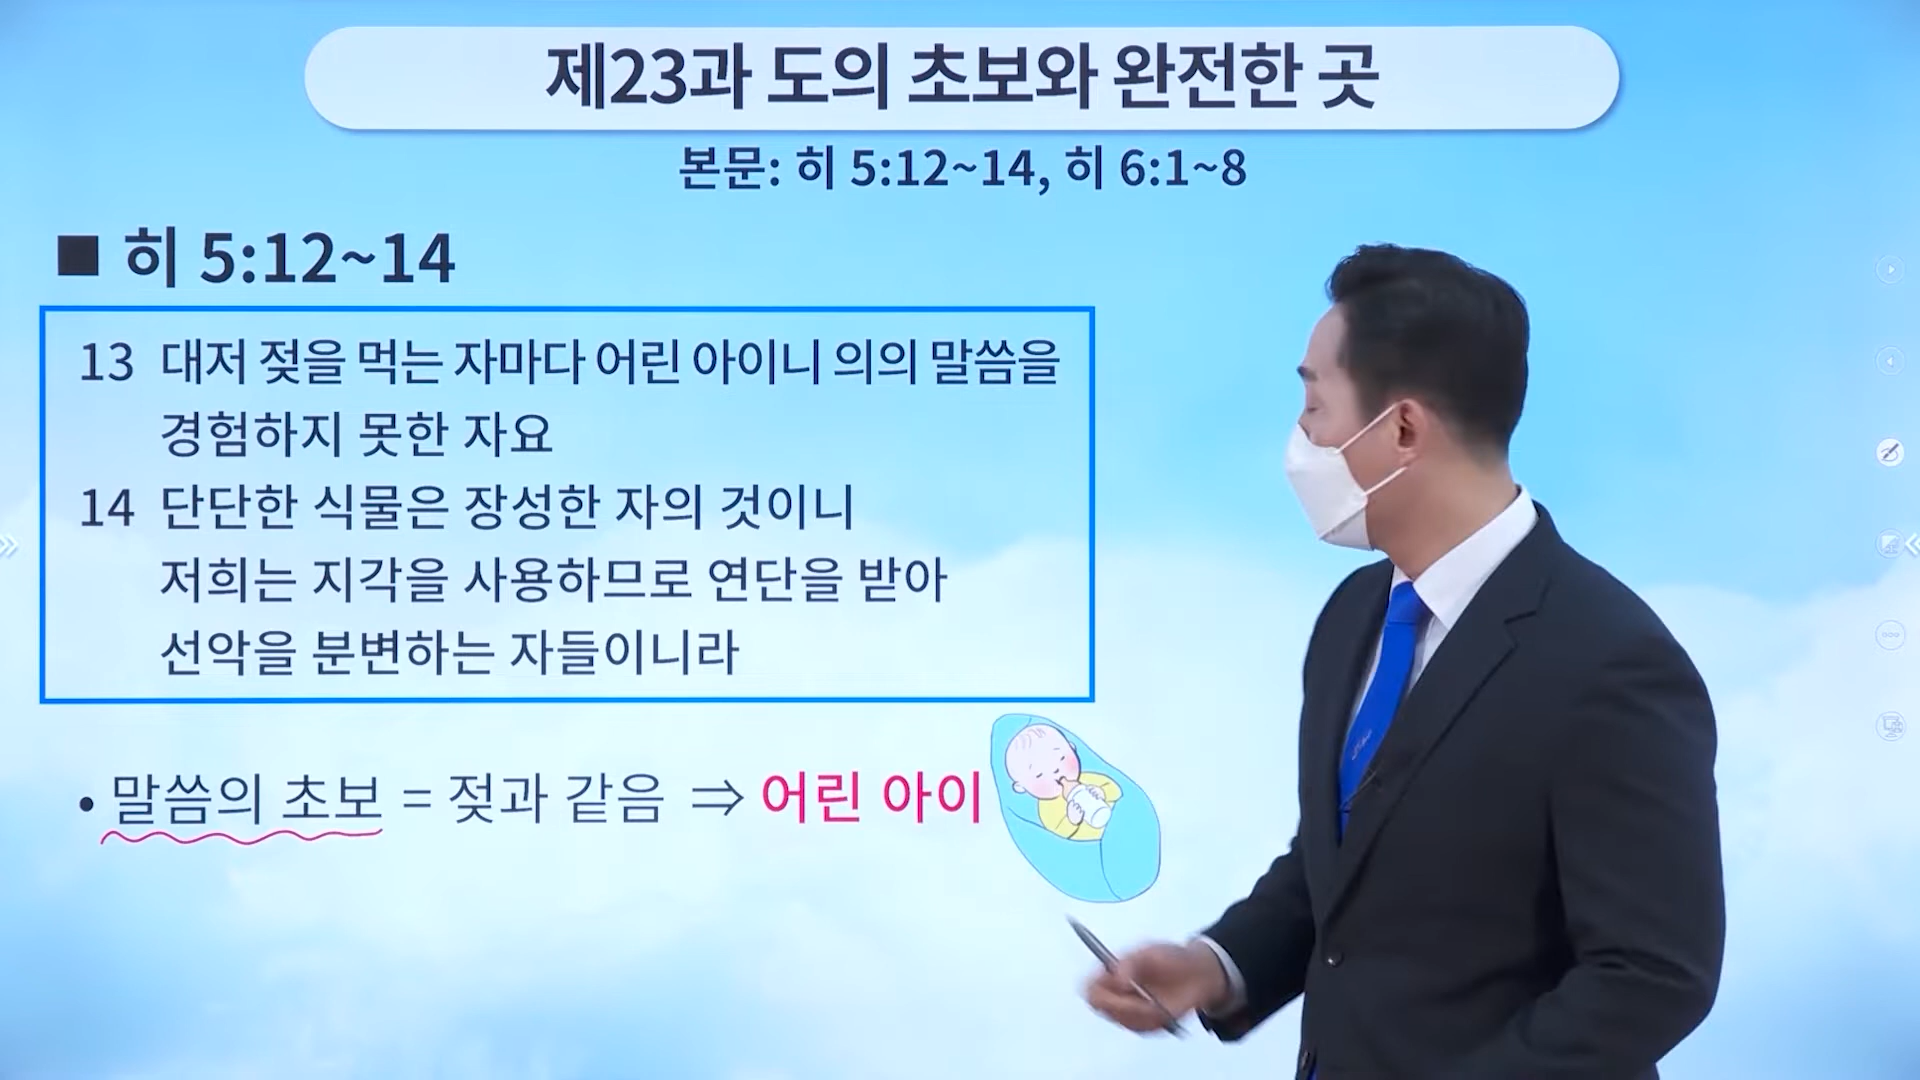 제23과 도의 초보와 완전한 곳
본문: 히 5:12~14, 히 6:1~8
■ 히 5:12~14
13 대저 젖을 먹는 자마다 어린 아이니 의의 말씀을
경험하지 못한 자요
14 단단한 식물은 장성한 자의 것이니
저희는 지각을 사용하므로 연단을 받아
선악을 분변하는 자들이니라
• 말씀의 초보 = 젖과 같음 ⇒ 어린 아이